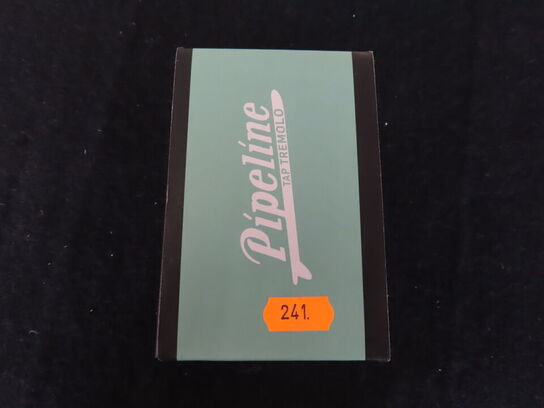 Pipeline
TAP TREMOLO
241.